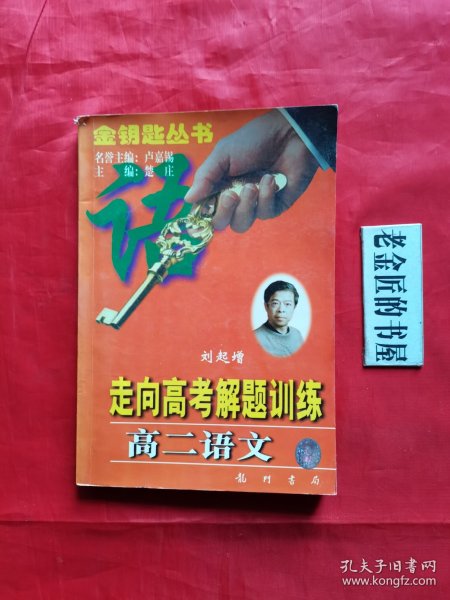 金钥匙丛书
名誉主编：卢嘉锡
主　编：楚　庄
语
刘起增
走向高考解题训练
高二语文
龍門書局
老金匠的书屋
孔夫子旧书网
www.kongfz.com